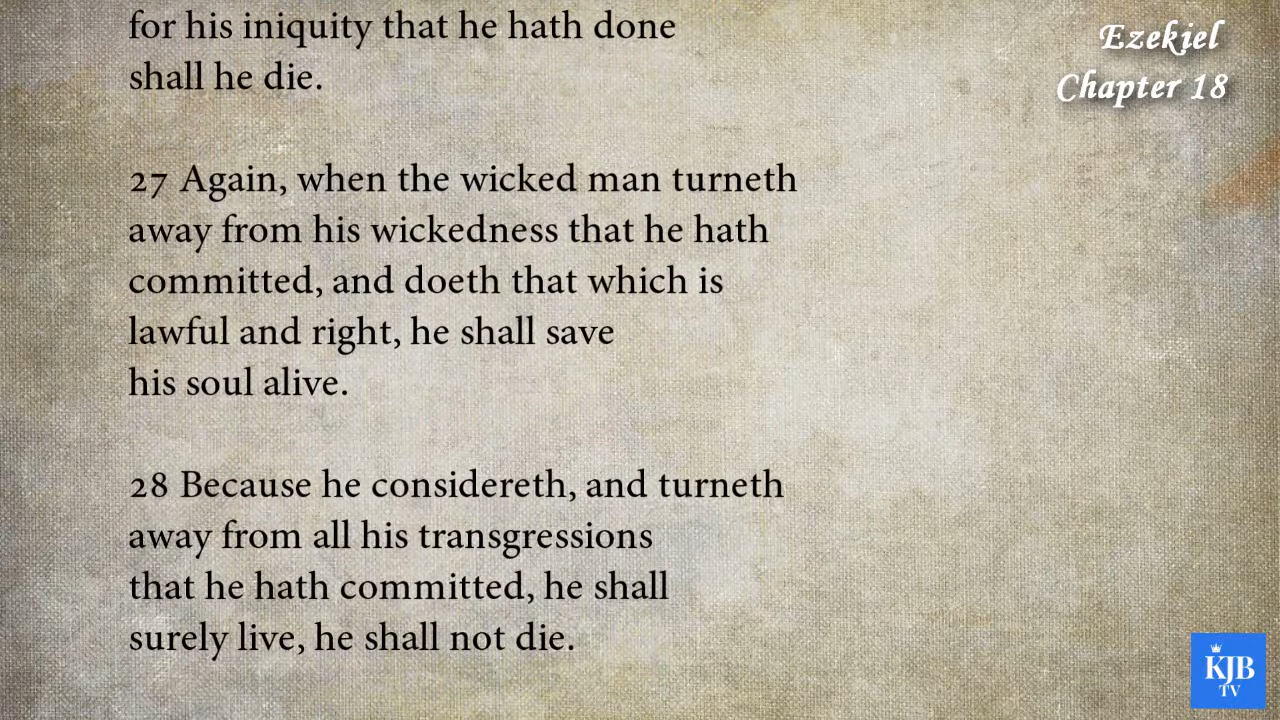 for his iniquity that he hath done
shall he die.
Ezekiel
Chapter 18
27 Again, when the wicked man turneth
away from his wickedness that he hath
committed, and doeth that which is
lawful and right, he shall save
his soul alive.
28 Because he considereth, and turneth
away from all his transgressions
that he hath committed, he shall
surely live, he shall not die.
KJB
TV